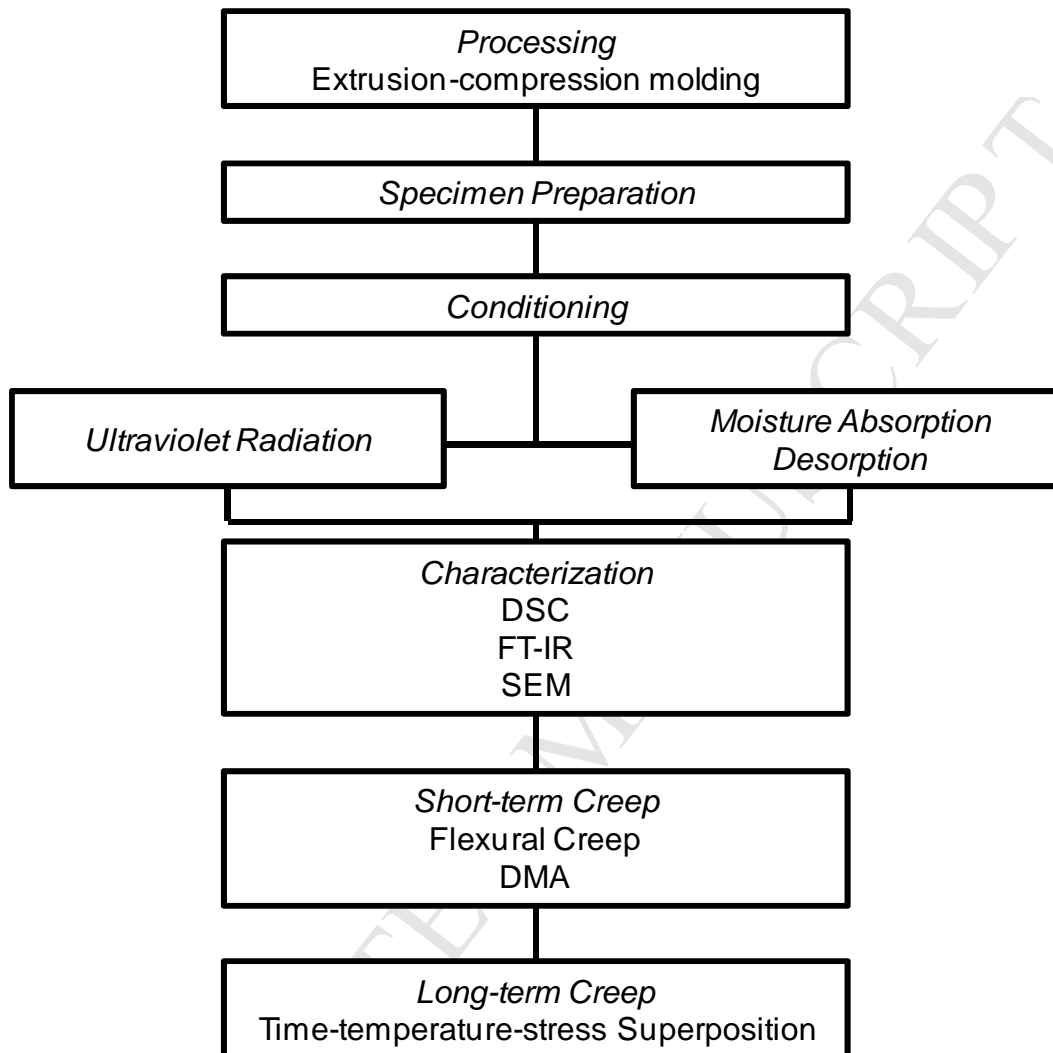 Processing
Extrusion-compression molding
Specimen Preparation
Conditioning
Ultraviolet Radiation
Moisture Absorption
Desorption
Characterization
DSC
FT-IR
SEM
Short-term Creep
Flexural Creep
DMA
Long-term Creep
Time-temperature-stress Superposition